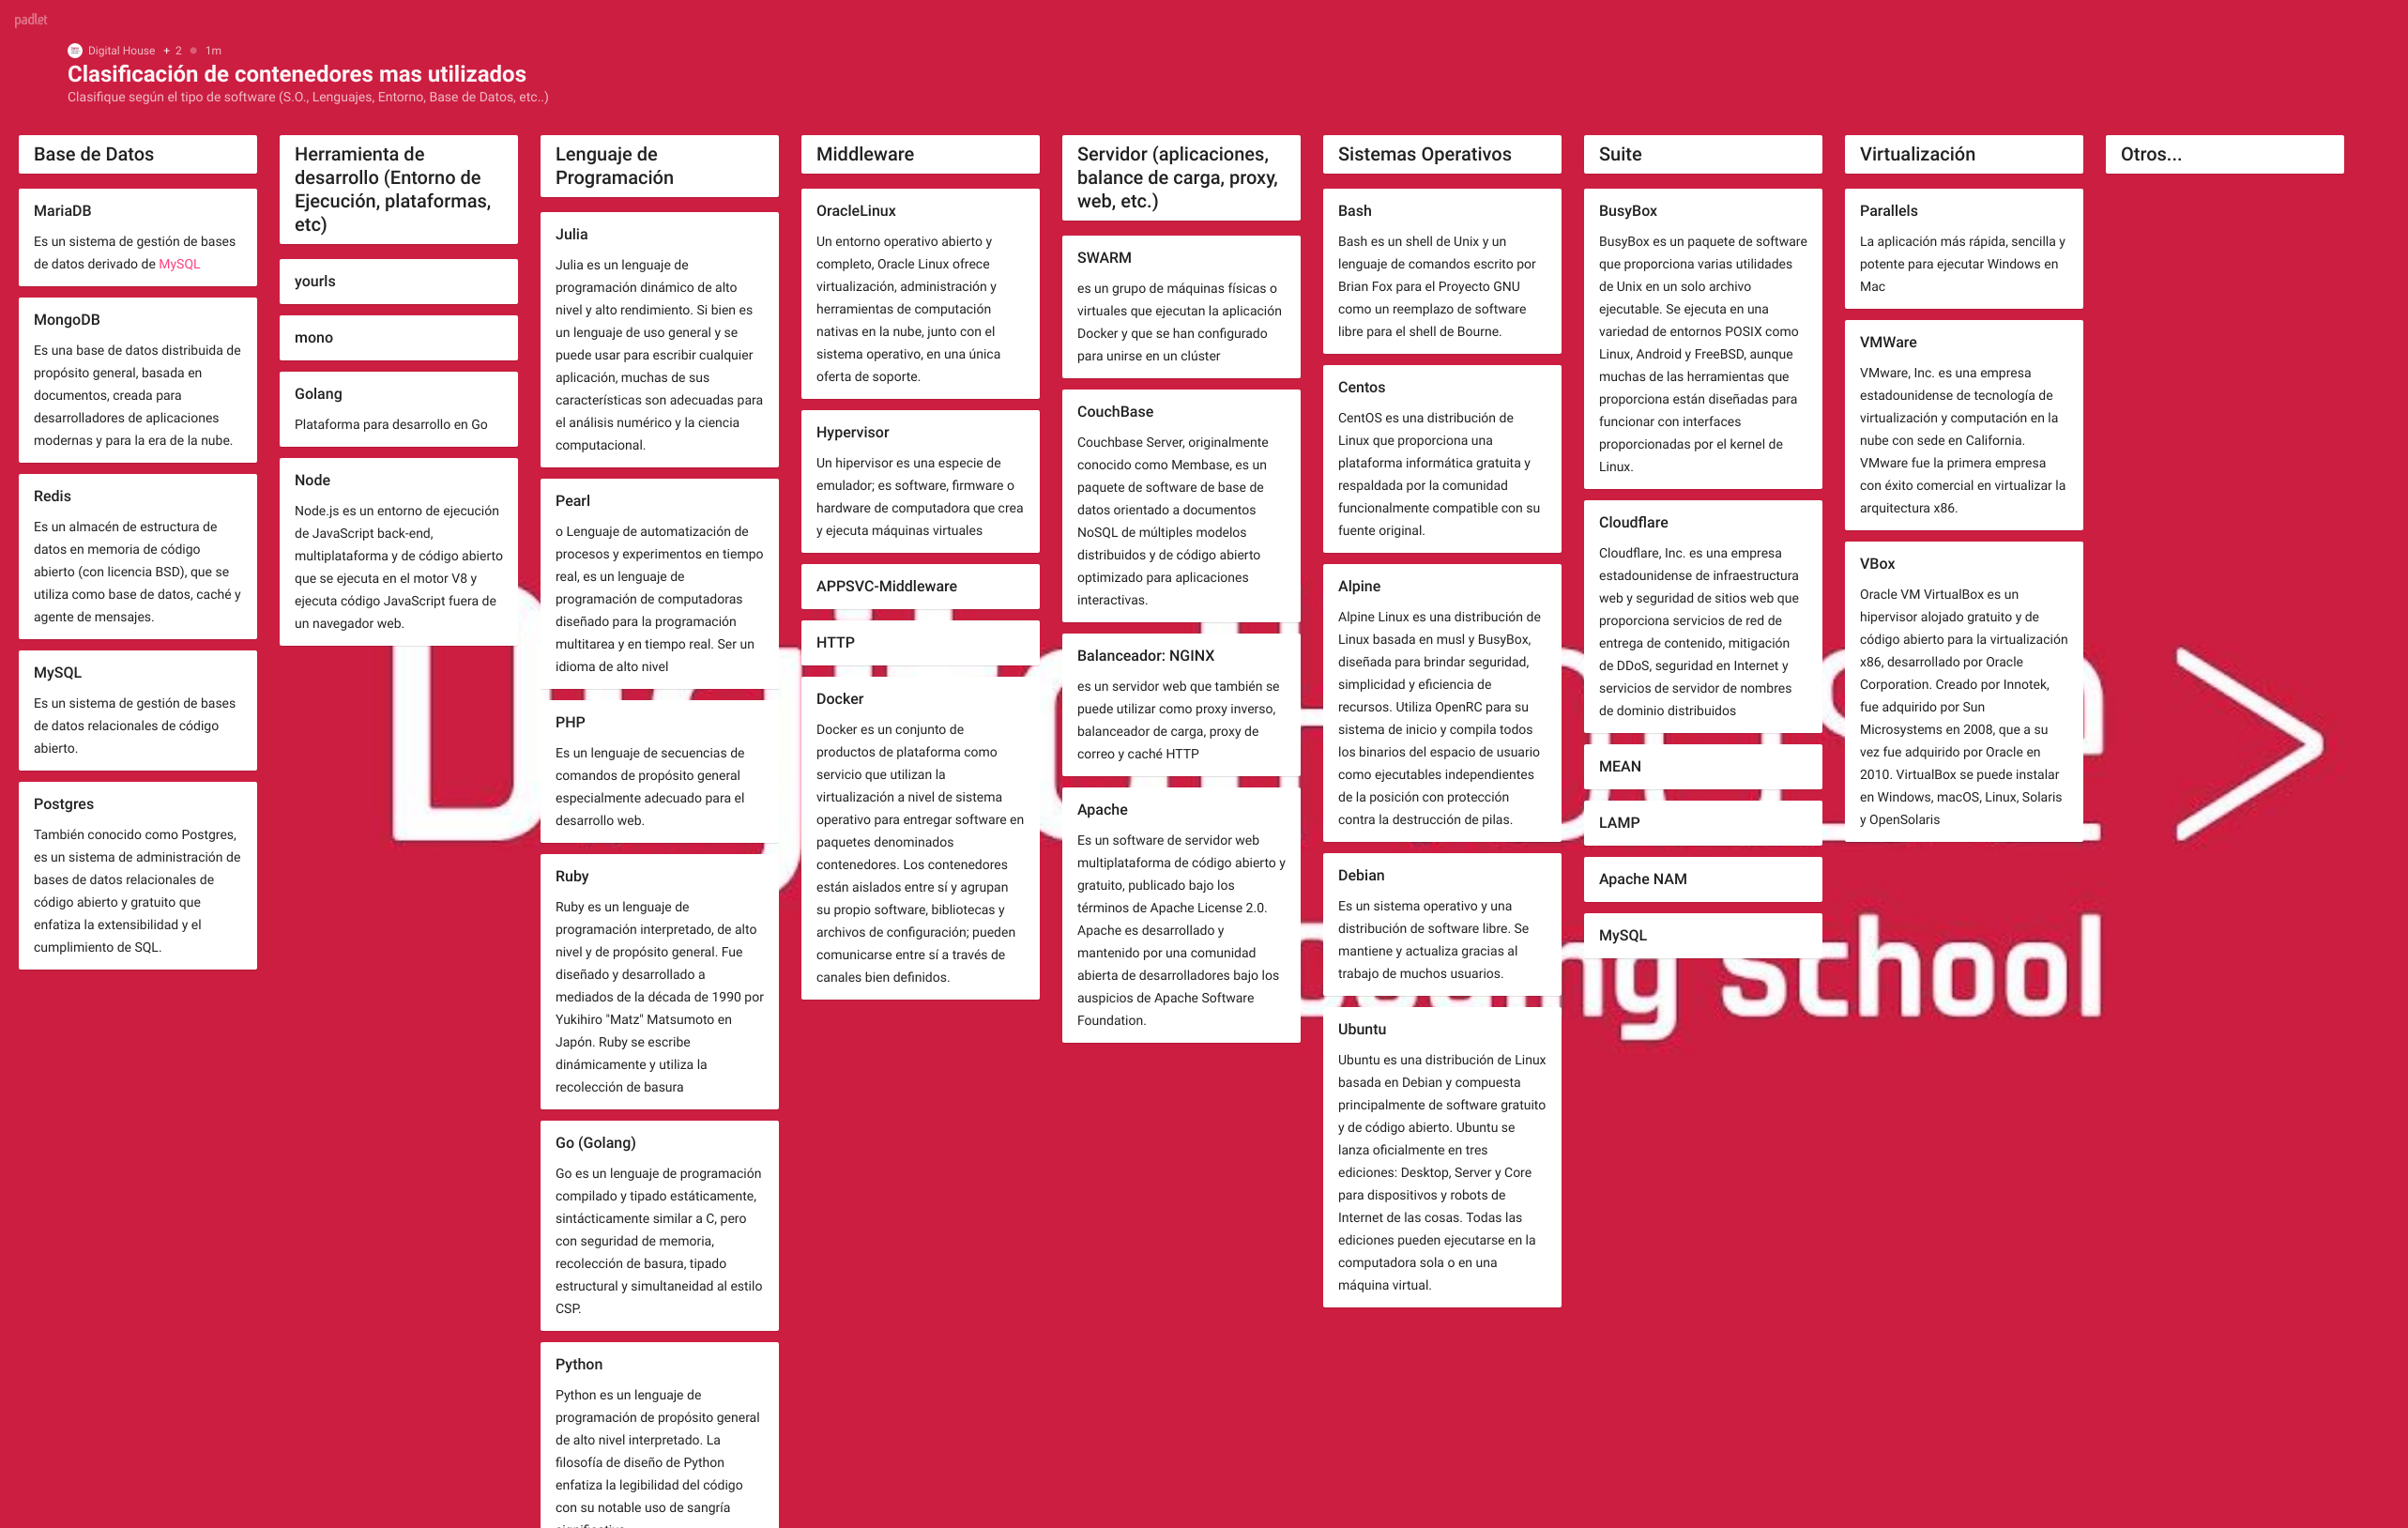 padlet
Digital House + 2 1m
Clasificación de contenedores mas utilizados
Clasifique según el tipo de software (S.O., Lenguajes, Entorno, Base de Datos, etc..)
Base de Datos
MariaDB
Es un sistema de gestión de bases
de datos derivado de MySQL
MongoDB
Es una base de datos distribuida de
propósito general, basada en
documentos, creada para
desarrolladores de aplicaciones
modernas y para la era de la nube.
Redis
Es un almacén de estructura de
datos en memoria de código
abierto (con licencia BSD), que se
utiliza como base de datos, caché y
agente de mensajes.
MySQL
Es un sistema de gestión de bases
de datos relacionales de código
abierto.
Postgres
También conocido como Postgres,
es un sistema de administración de
bases de datos relacionales de
código abierto y gratuito que
enfatiza la extensibilidad y el
cumplimiento de SQL.
Herramienta de
desarrollo (Entorno de
Ejecución, plataformas,
etc)
yourls
mono
Golang
Plataforma para desarrollo en Go
Node
Node.js es un entorno de ejecución
de JavaScript back-end,
multiplataforma y de código abierto
que se ejecuta en el motor V8 y
ejecuta código JavaScript fuera de
un navegador web.
Lenguaje de
Programación
Julia
Julia es un lenguaje de
programación dinámico de alto
nivel y alto rendimiento. Si bien es
un lenguaje de uso general y se
puede usar para escribir cualquier
aplicación, muchas de sus
características son adecuadas para
el análisis numérico y la ciencia
computacional.
Pearl
o Lenguaje de automatización de
procesos y experimentos en tiempo
real, es un lenguaje de
programación de computadoras
diseñado para la programación
multitarea y en tiempo real. Ser un
idioma de alto nivel
PHP
Es un lenguaje de secuencias de
comandos de propósito general
especialmente adecuado para el
desarrollo web.
Ruby
Ruby es un lenguaje de
programación interpretado, de alto
nivel y de propósito general. Fue
diseñado y desarrollado a
mediados de la década de 1990 por
Yukihiro "Matz" Matsumoto en
Japón. Ruby se escribe
dinámicamente y utiliza la
recolección de basura
Go (Golang)
Go es un lenguaje de programación
compilado y tipado estáticamente,
sintácticamente similar a C, pero
con seguridad de memoria,
recolección de basura, tipado
estructural y simultaneidad al estilo
CSP.
Python
Python es un lenguaje de
programación de propósito general
de alto nivel interpretado. La
filosofía de diseño de Python
enfatiza la legibilidad del código
con su notable uso de sangría
Middleware
OracleLinux
Un entorno operativo abierto y
completo, Oracle Linux ofrece
virtualización, administración y
herramientas de computación
nativas en la nube, junto con el
sistema operativo, en una única
oferta de soporte.
Hypervisor
Un hipervisor es una especie de
emulador; es software, firmware o
hardware de computadora que crea
y ejecuta máquinas virtuales
APPSVC-Middleware
HTTP
Docker
Docker es un conjunto de
productos de plataforma como
servicio que utilizan la
virtualización a nivel de sistema
operativo para entregar software en
paquetes denominados
contenedores. Los contenedores
están aislados entre sí y agrupan
su propio software, bibliotecas y
archivos de configuración; pueden
comunicarse entre sí a través de
canales bien definidos.
Servidor (aplicaciones,
balance de carga, proxy,
web, etc.)
SWARM
es un grupo de máquinas físicas o
virtuales que ejecutan la aplicación
Docker y que se han configurado
para unirse en un clúster
CouchBase
Couchbase Server, originalmente
conocido como Membase, es un
paquete de software de base de
datos orientado a documentos
NoSQL de múltiples modelos
distribuidos y de código abierto
optimizado para aplicaciones
interactivas.
Balanceador: NGINX
es un servidor web que también se
puede utilizar como proxy inverso,
balanceador de carga, proxy de
correo y caché HTTP
Apache
Es un software de servidor web
multiplataforma de código abierto y
gratuito, publicado bajo los
términos de Apache License 2.0.
Apache es desarrollado y
mantenido por una comunidad
abierta de desarrolladores bajo los
auspicios de Apache Software
Foundation.
Sistemas Operativos
Bash
Bash es un shell de Unix y un
lenguaje de comandos escrito por
Brian Fox para el Proyecto GNU
como un reemplazo de software
libre para el shell de Bourne.
Centos
CentOS es una distribución de
Linux que proporciona una
plataforma informática gratuita y
respaldada por la comunidad
funcionalmente compatible con su
fuente original.
Alpine
Alpine Linux es una distribución de
Linux basada en musl y BusyBox,
diseñada para brindar seguridad,
simplicidad y eficiencia de
recursos. Utiliza OpenRC para su
sistema de inicio y compila todos
los binarios del espacio de usuario
como ejecutables independientes
de la posición con protección
contra la destrucción de pilas.
Debian
Es un sistema operativo y una
distribución de software libre. Se
mantiene y actualiza gracias al
trabajo de muchos usuarios.
Ubuntu
Ubuntu es una distribución de Linux
basada en Debian y compuesta
principalmente de software gratuito
y de código abierto. Ubuntu se
lanza oficialmente en tres
ediciones: Desktop, Server y Core
para dispositivos y robots de
Internet de las cosas. Todas las
ediciones pueden ejecutarse en la
computadora sola o en una
máquina virtual.
Suite
BusyBox
BusyBox es un paquete de software
que proporciona varias utilidades
de Unix en un solo archivo
ejecutable. Se ejecuta en una
variedad de entornos POSIX como
Linux, Android y FreeBSD, aunque
muchas de las herramientas que
proporciona están diseñadas para
funcionar con interfaces
proporcionadas por el kernel de
Linux.
Cloudflare
Cloudflare, Inc. es una empresa
estadounidense de infraestructura
web y seguridad de sitios web que
proporciona servicios de red de
entrega de contenido, mitigación
de DDoS, seguridad en Internet y
servicios de servidor de nombres
de dominio distribuidos
MEAN
LAMP
Apache NAM
MySQL
Virtualización
Parallels
La aplicación más rápida, sencilla y
potente para ejecutar Windows en
Mac
VMWare
VMware, Inc. es una empresa
estadounidense de tecnología de
virtualización y computación en la
nube con sede en California.
VMware fue la primera empresa
con éxito comercial en virtualizar la
arquitectura x86.
VBox
Oracle VM VirtualBox es un
hipervisor alojado gratuito y de
código abierto para la virtualización
x86, desarrollado por Oracle
Corporation. Creado por Innotek,
fue adquirido por Sun
Microsystems en 2008, que a su
vez fue adquirido por Oracle en
2010. VirtualBox se puede instalar
en Windows, macOS, Linux, Solaris
y OpenSolaris
Otros...
School